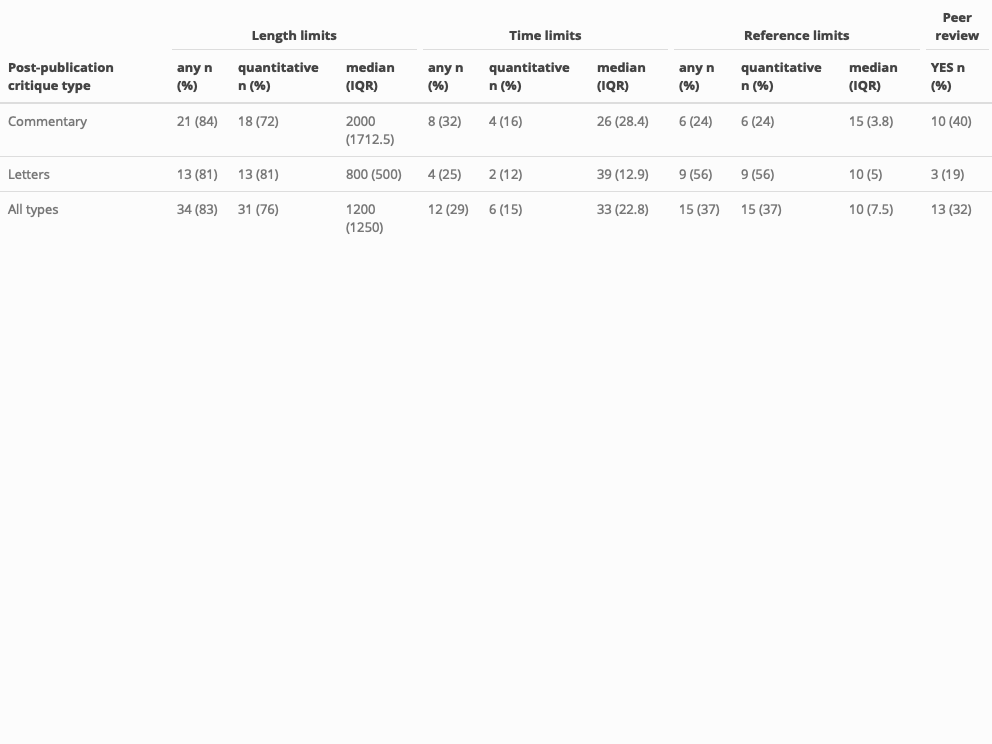 Peer
Length limits Time limits Reference limits review
Post-publication any n quantitative median any n quantitative median any n quantitative median YES n
critique type (%) n (%) (IQR) (%) n (%) (IQR) (%) n (%) (IQR) (%)
Commentary 21 (84) 18 (72) 2000 8 (32) 4 (16) 26 (28.4) 6 (24) 6 (24) 15 (3.8) 10 (40)
(1712.5)
Letters 13 (81) 13 (81) 800 (500) 4 (25) 2 (12) 39 (12.9) 9 (56) 9 (56) 10 (5) 3 (19)
All types 34 (83) 31 (76) 1200 12 (29) 6 (15) 33 (22.8) 15 (37) 15 (37) 10 (7.5) 13 (32)
(1250)